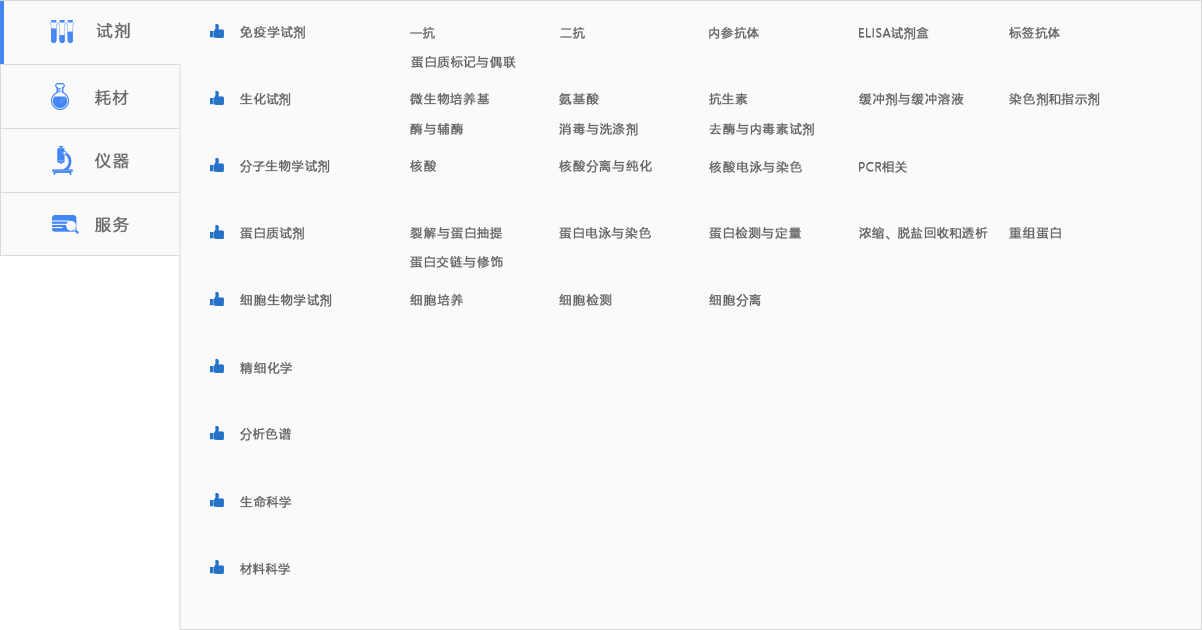 试剂
耗材
仪器
服务
免疫学试剂 一抗 二抗 内参抗体 ELISA试剂盒 标签抗体
蛋白质标记与偶联
生化试剂 微生物培养基 氨基酸 抗生素 缓冲剂与缓冲溶液 染色剂和指示剂
酶与辅酶 消毒与洗涤剂 去酶与内毒素试剂
分子生物学试剂 核酸 核酸分离与纯化 核酸电泳与染色 PCR相关
蛋白质试剂 裂解与蛋白抽提 蛋白电泳与染色 蛋白检测与定量 浓缩、脱盐回收和透析 重组蛋白
蛋白交链与修饰
细胞生物学试剂 细胞培养 细胞检测 细胞分离
精细化学
分析色谱
生命科学
材料科学